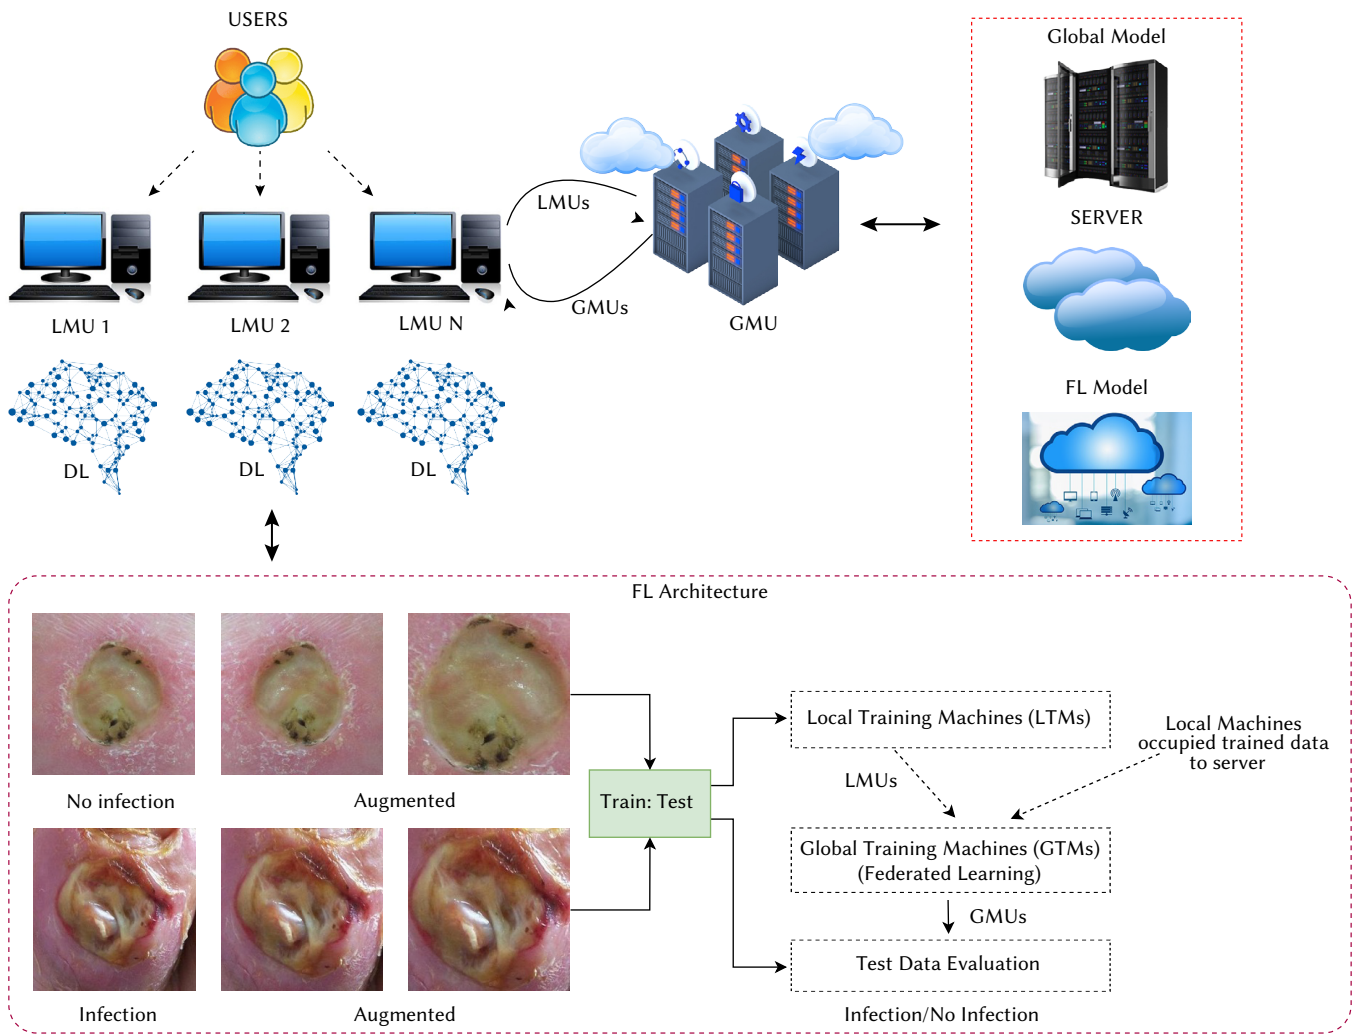 USERS
Global Model
LMUs
SERVER
GMUs
LMU 1
LMU 2
LMU N
GMU
FL Model
DL
DL
DL
FL Architecture
Local Training Machines (LTMs)
Local Machines
occupied trained data
to server
LMUs
No infection
Augmented
Train: Test
Global Training Machines (GTMs)
(Federated Learning)
GMUs
Test Data Evaluation
Infection
Augmented
Infection/No Infection